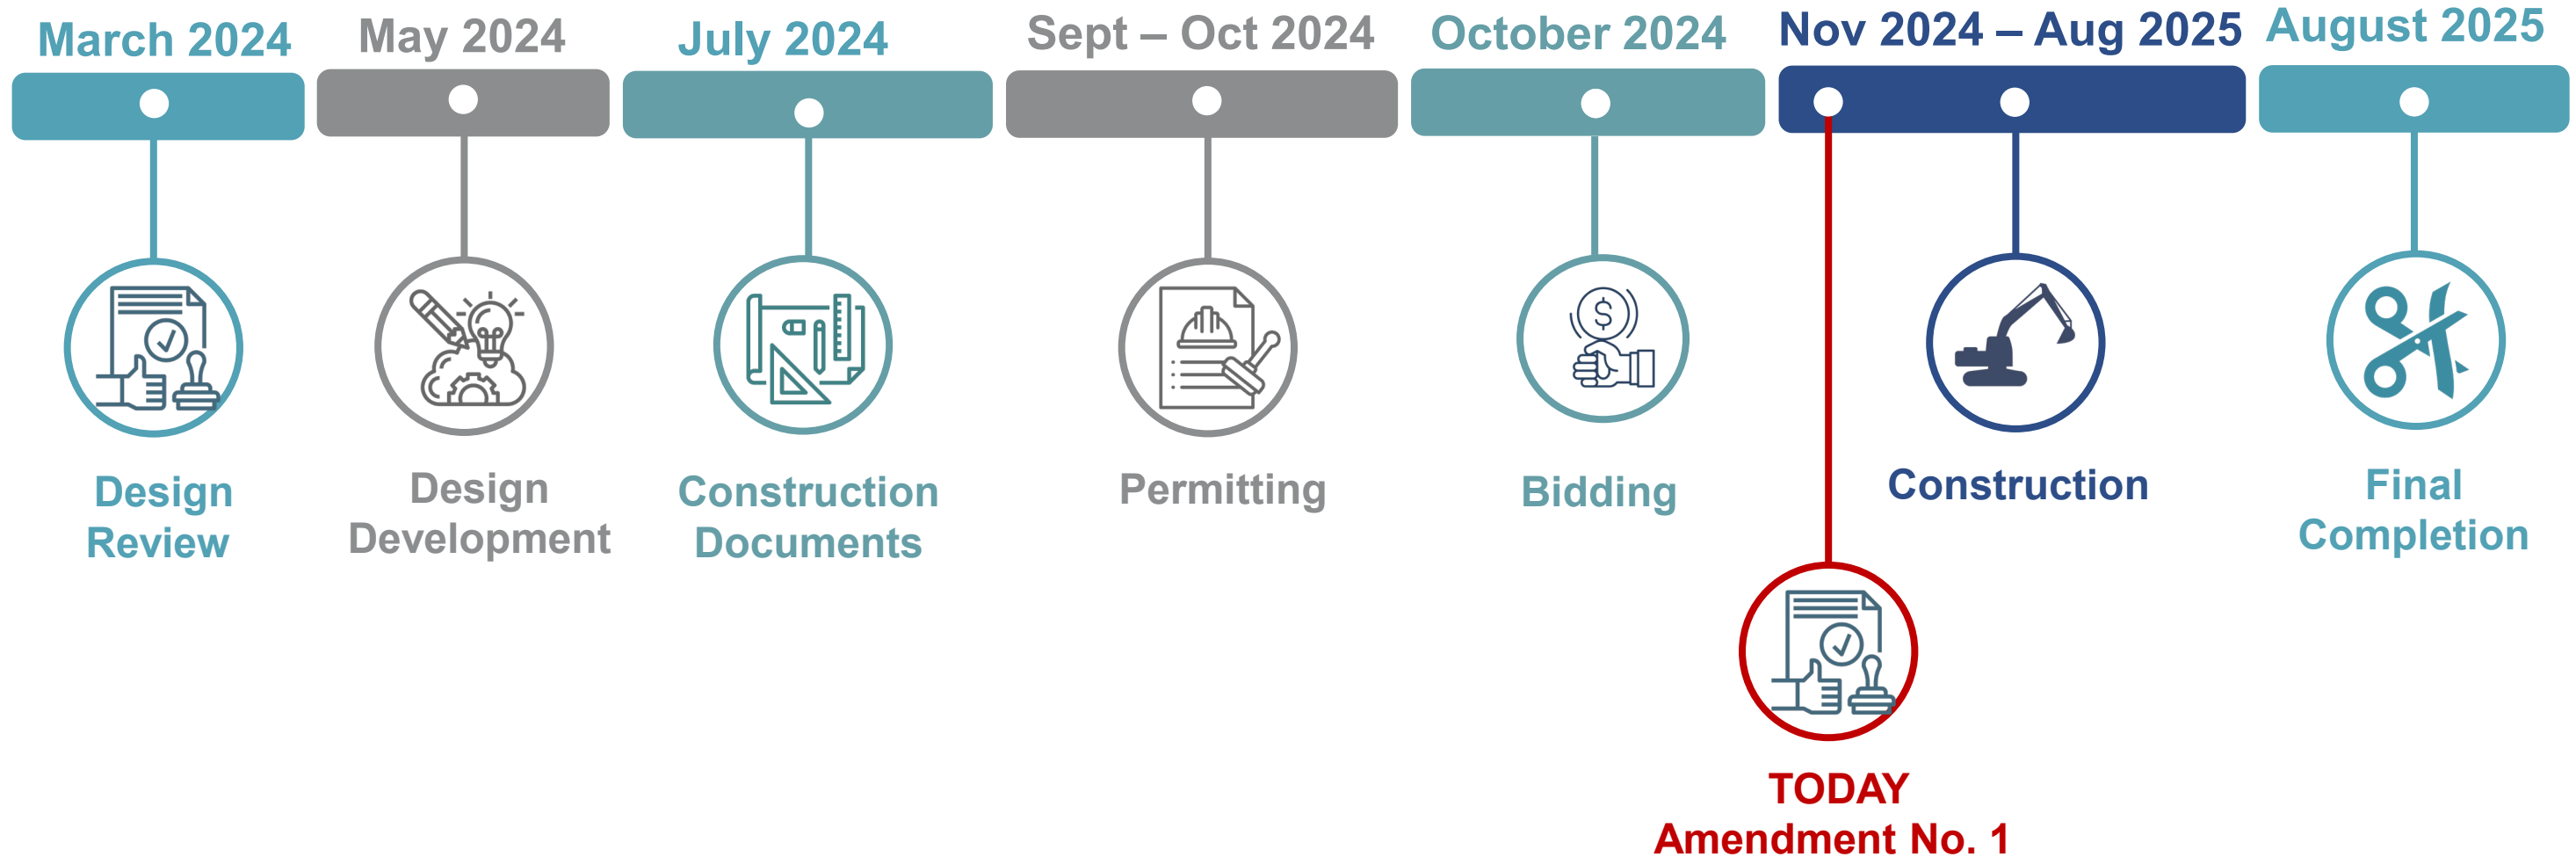 March 2024
May 2024
July 2024
Sept – Oct 2024
October 2024
Nov 2024 – Aug 2025
August 2025
Design
Review
Design
Development
Construction
Documents
Permitting
$
Bidding
Construction
Final
Completion
TODAY
Amendment No. 1